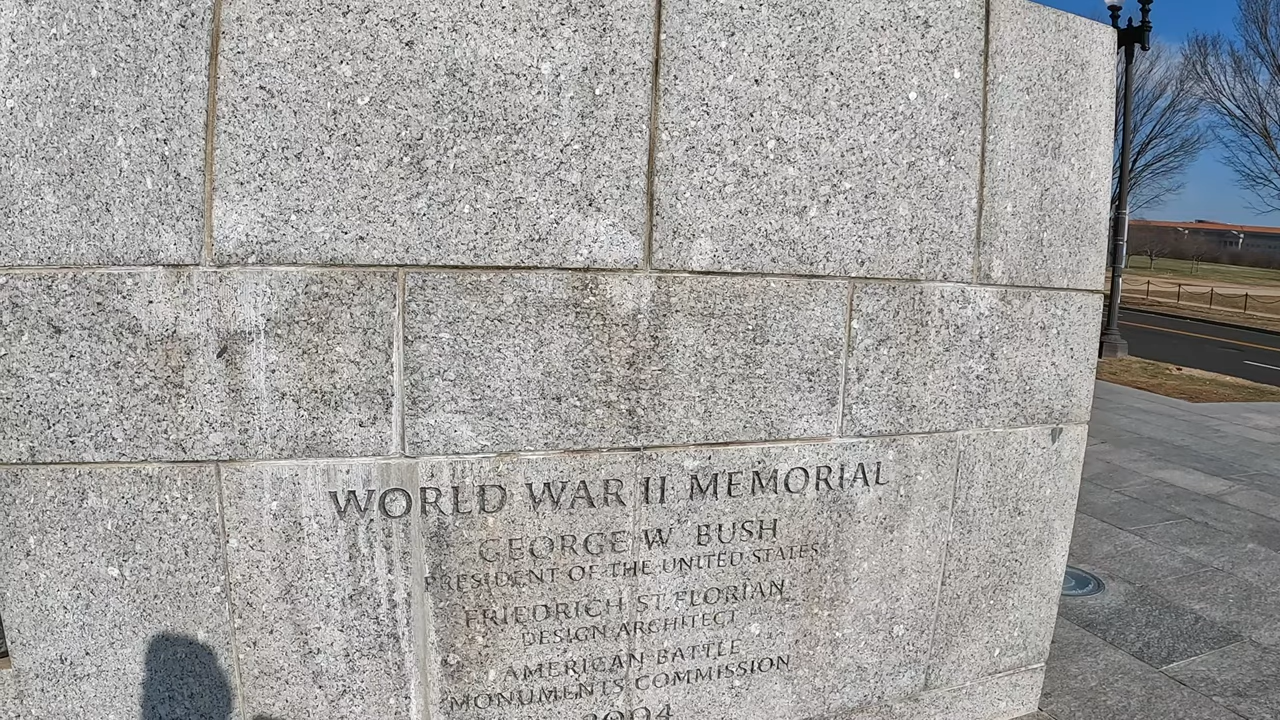 WORLD WAR II MEMORIAL
GEORGE W. BUSH
PRESIDENT OF THE UNITED STATES
FRIEDRICH ST.FLORIAN
DESIGN ARCHITECT
AMERICAN BATTLE
MONUMENTS COMMISSION
2004